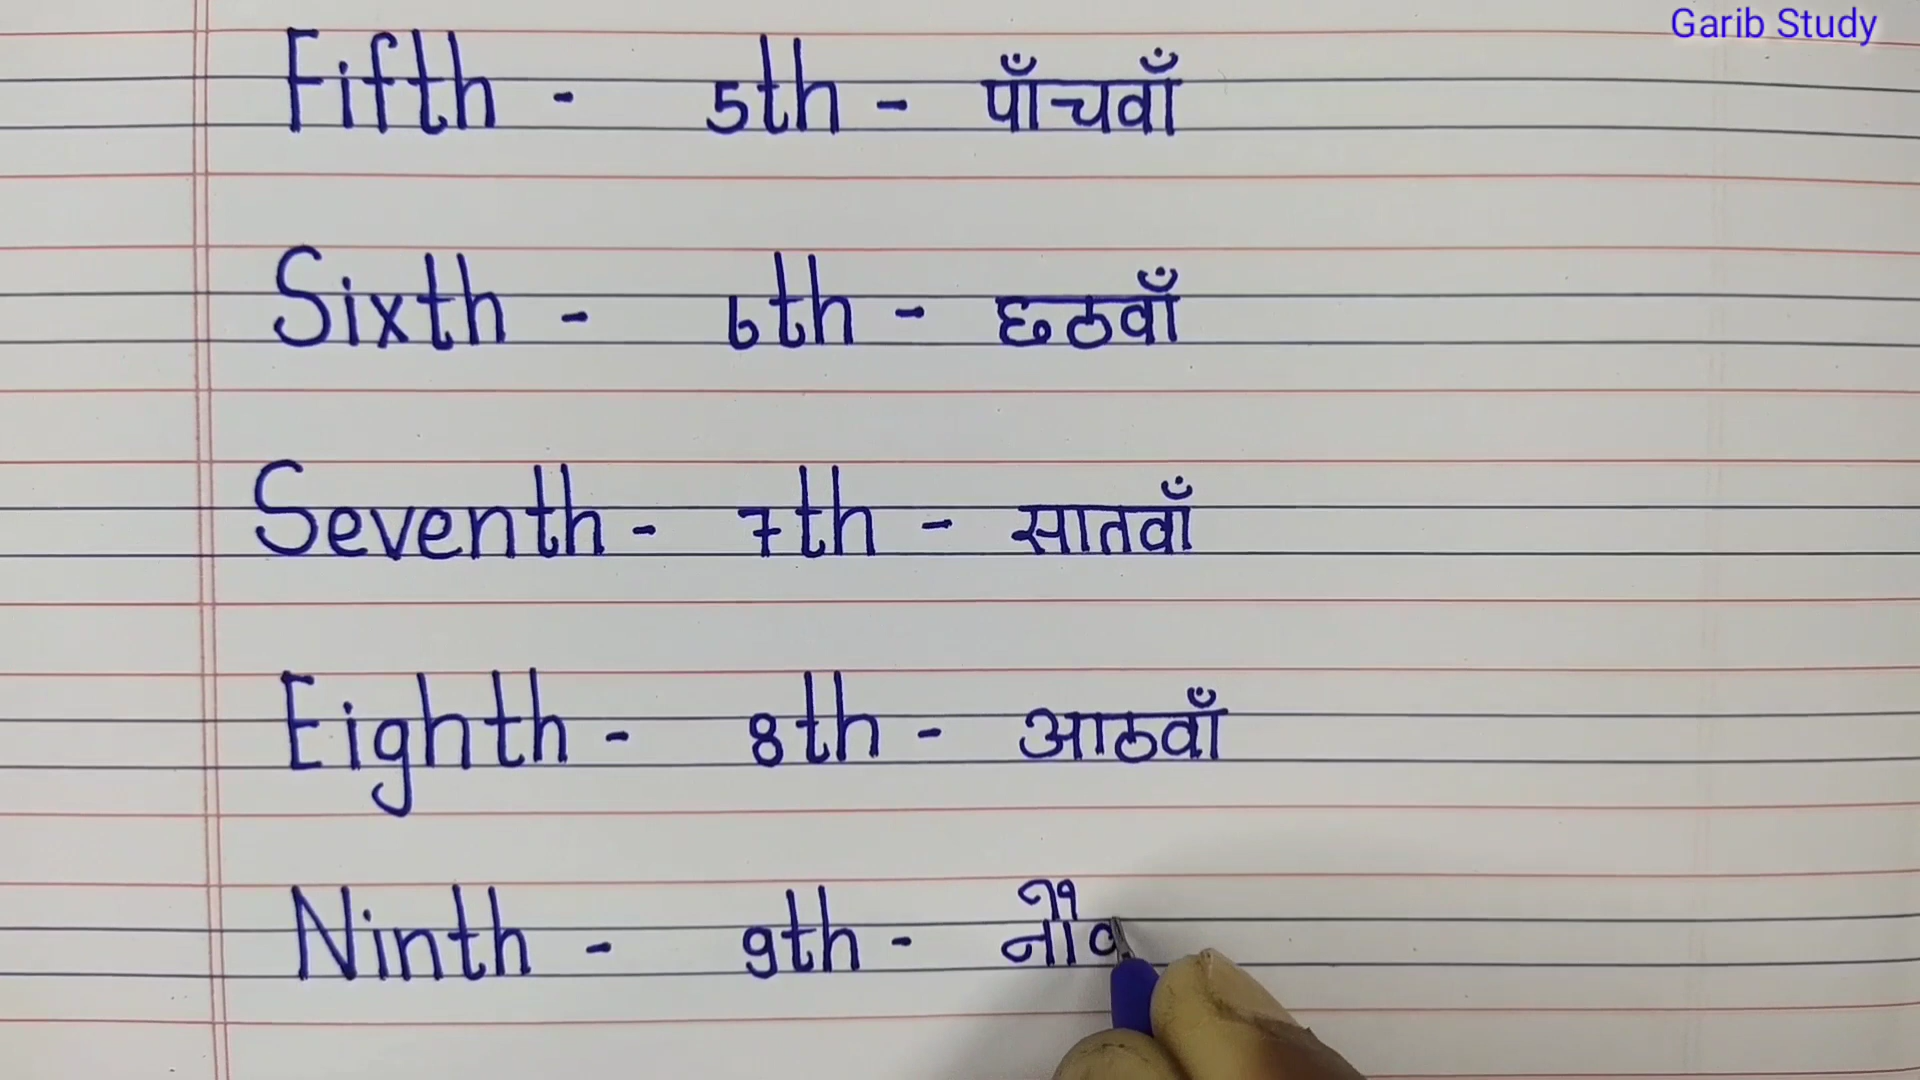 Garib Study
Fifth - 5th - पाँचवाँ
Sixth - 6th - छठवाँ
Seventh - 7th - सातवाँ
Eighth - 8th - आठवाँ
Ninth - 9th - नौव